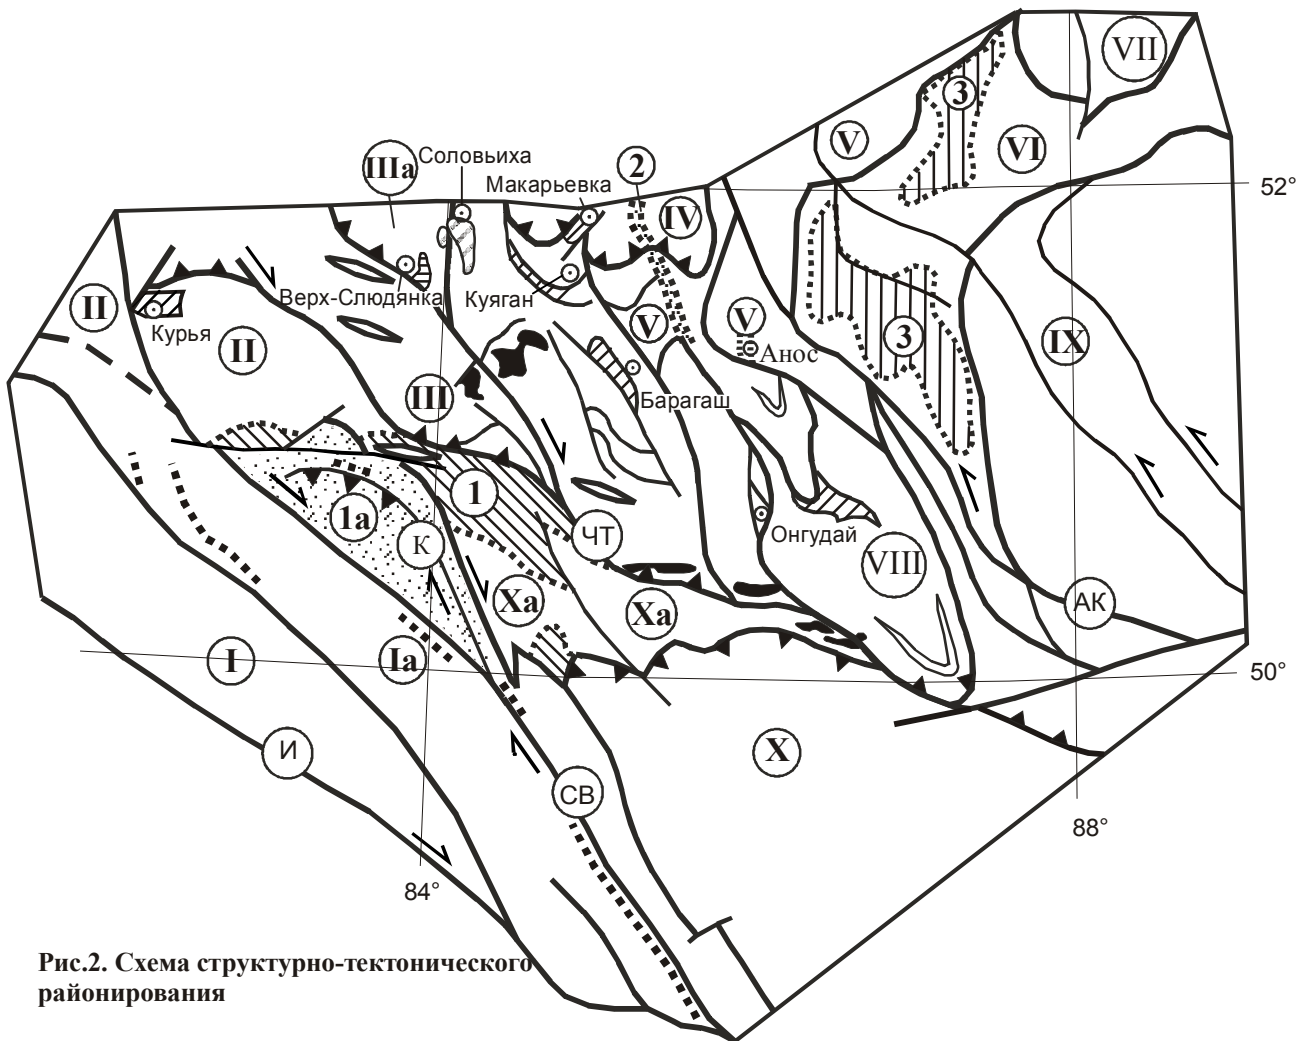 VII
3
V
VI
IIIa
Соловьиха
2
Макарьевка
52°
IV
II
Верх-Слюдянка
Куяган
Курья
II
V
V
Анос
3
IX
III
Барагаш
1
1a
К
ЧТ
Онгудай
VIII
Xa
Xa
АК
I
Ia
50°
И
X
СВ
88°
84°
Рис.2. Схема структурно-тектонического
районирования